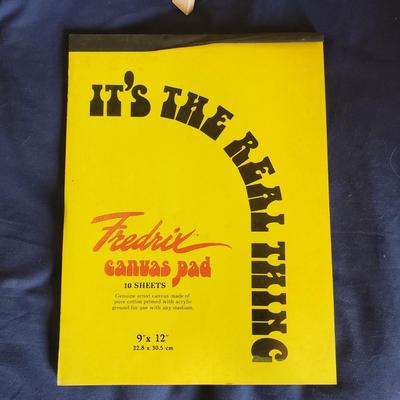 IT'S THE REAL THING
Fredrix
canvas pad
10 SHEETS
Genuine artist canvas made of
pure cotton primed with acrylic
ground for use with any medium.
9" x 12"
22.8 x 30.5 cm